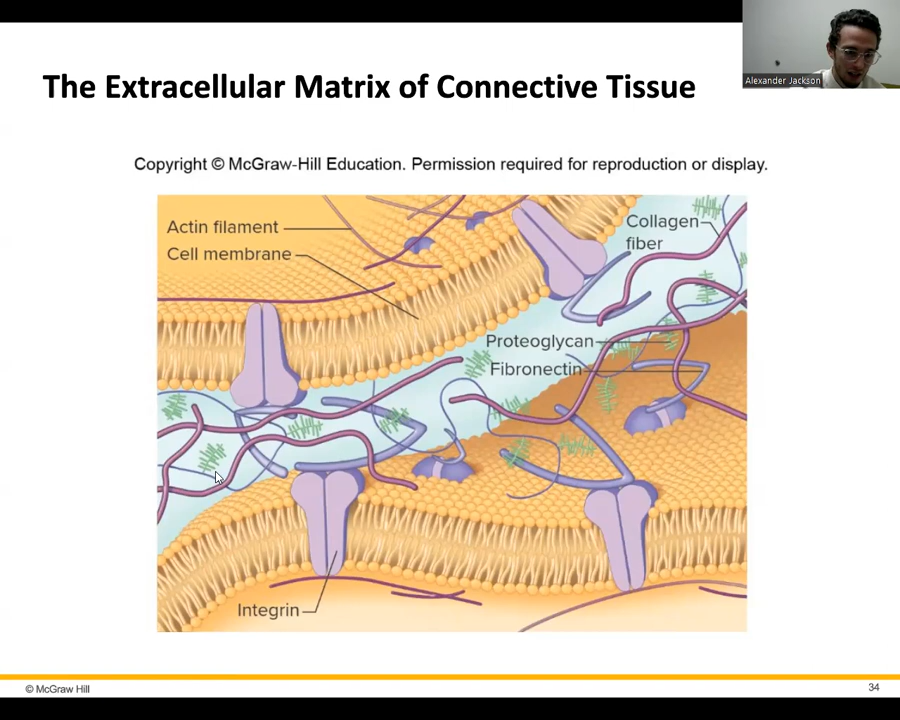 Alexander Jackson
The Extracellular Matrix of Connective Tissue
Copyright © McGraw-Hill Education. Permission required for reproduction or display.
Actin filament
Cell membrane
Collagen
fiber
Proteoglycan
Fibronectin
Integrin
© McGraw Hill
34